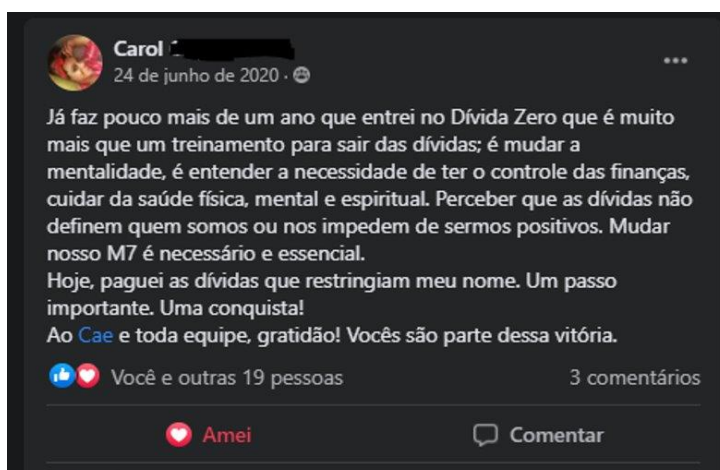 Carol
24 de junho de 2020 ·
Já faz pouco mais de um ano que entrei no Dívida Zero que é muito
mais que um treinamento para sair das dívidas; é mudar a
mentalidade, é entender a necessidade de ter o controle das finanças,
cuidar da saúde física, mental e espiritual. Perceber que as dívidas não
definem quem somos ou nos impedem de sermos positivos. Mudar
nosso M7 é necessário e essencial.
Hoje, paguei as dívidas que restringiam meu nome. Um passo
importante. Uma conquista!
Ao Cae e toda equipe, gratidão! Vocês são parte dessa vitória.
Você e outras 19 pessoas
3 comentários
Amei
Comentar